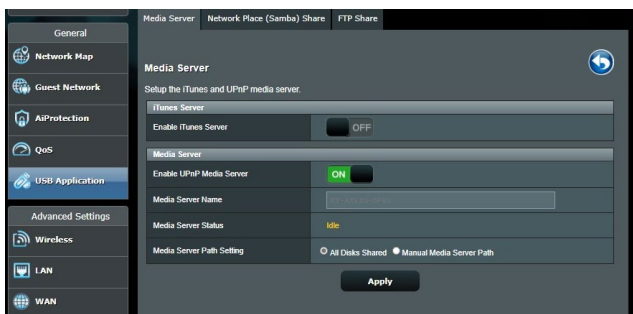 Media Server Network Place (Samba) Share FTP Share
General
Network Map
Guest Network
AiProtection
QoS
USB Application
Advanced Settings
Wireless
LAN
WAN
Media Server
Setup the iTunes and UPnP media server.
iTunes Server
Enable iTunes Server OFF
Media Server
Enable UPnP Media Server ON
Media Server Name
Media Server Status Idle
Media Server Path Setting All Disks Shared Manual Media Server Path
Apply